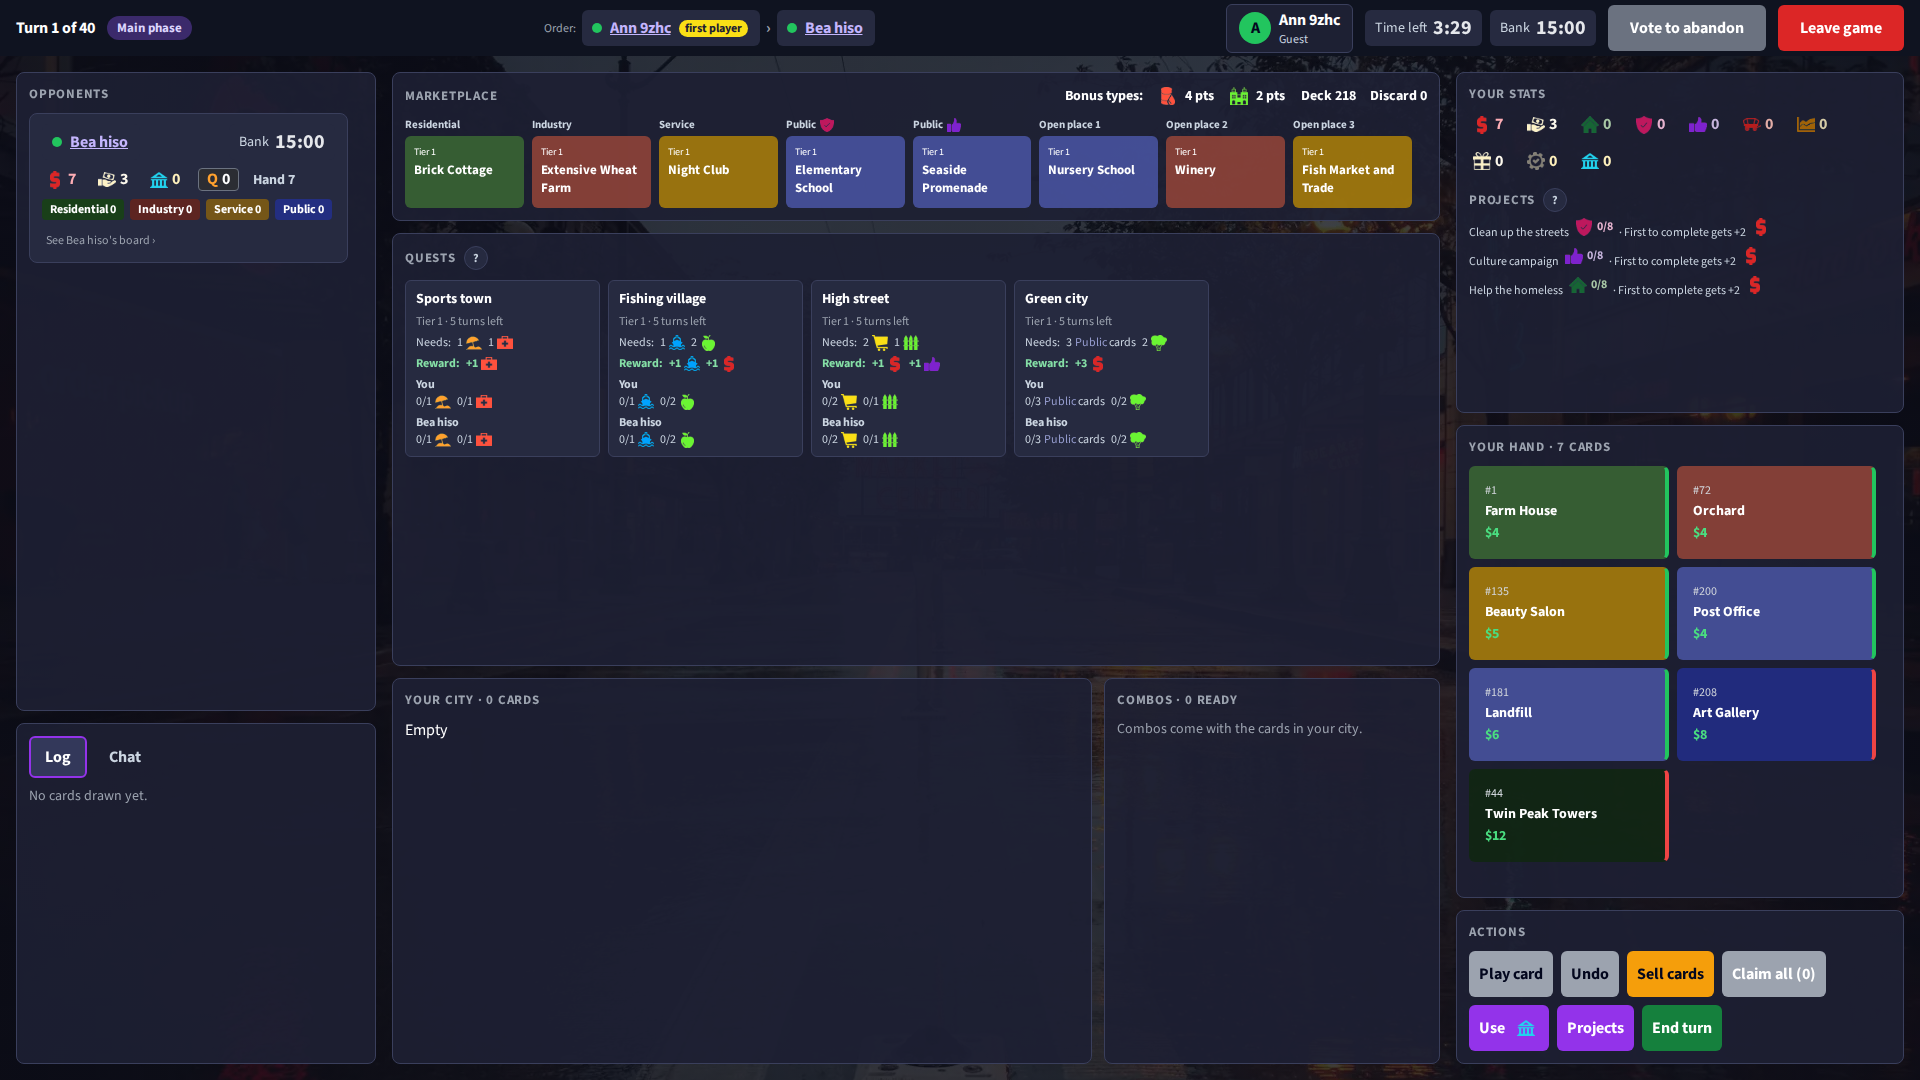 Turn 1 of 40 Main phase
Order: Ann 9zhc first player › Bea hiso
A Ann 9zhc
Guest
Time left 3:29
Bank 15:00
Vote to abandon
Leave game
OPPONENTS
Bea hiso Bank 15:00
7 3 0 Q 0 Hand 7
Residential 0 Industry 0 Service 0 Public 0
See Bea hiso's board ›
Log Chat
No cards drawn yet.
MARKETPLACE
Bonus types: 4 pts 2 pts Deck 218 Discard 0
Residential Industry Service Public Public Open place 1 Open place 2 Open place 3
Tier 1
Brick Cottage
Tier 1
Extensive Wheat
Farm
Tier 1
Night Club
Tier 1
Elementary
School
Tier 1
Seaside
Promenade
Tier 1
Nursery School
Tier 1
Winery
Tier 1
Fish Market and
Trade
QUESTS ?
Sports town
Tier 1 · 5 turns left
Needs: 1 1
Reward: +1
You
0/1 0/1
Bea hiso
0/1 0/1
Fishing village
Tier 1 · 5 turns left
Needs: 1 2
Reward: +1 +1
You
0/1 0/2
Bea hiso
0/1 0/2
High street
Tier 1 · 5 turns left
Needs: 2 1
Reward: +1 +1
You
0/2 0/1
Bea hiso
0/2 0/1
Green city
Tier 1 · 5 turns left
Needs: 3 Public cards 2
Reward: +3
You
0/3 Public cards 0/2
Bea hiso
0/3 Public cards 0/2
YOUR CITY · 0 CARDS
Empty
COMBOS · 0 READY
Combos come with the cards in your city.
YOUR STATS
7 3 0 0 0 0 0
0 0 0
PROJECTS ?
Clean up the streets 0/8 · First to complete gets +2
Culture campaign 0/8 · First to complete gets +2
Help the homeless 0/8 · First to complete gets +2
YOUR HAND · 7 CARDS
#1
Farm House
$4
#72
Orchard
$4
#135
Beauty Salon
$5
#200
Post Office
$4
#181
Landfill
$6
#208
Art Gallery
$8
#44
Twin Peak Towers
$12
ACTIONS
Play card Undo Sell cards Claim all (0)
Use Projects End turn